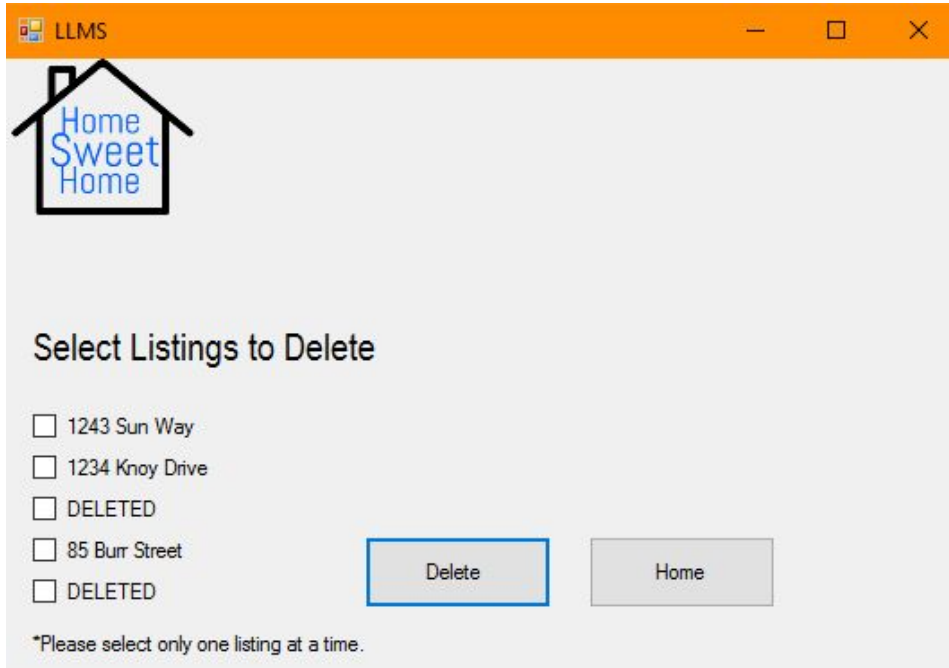 LLMS
Home
Sweet
Home
Select Listings to Delete
1243 Sun Way
1234 Knoy Drive
DELETED
85 Burr Street
DELETED
Delete
Home
*Please select only one listing at a time.